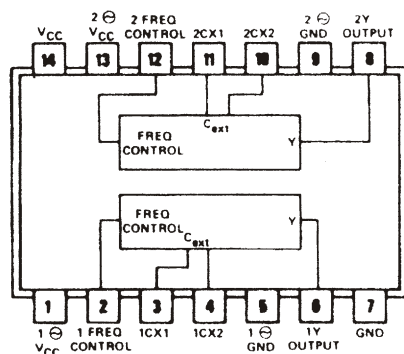 2 ⊖ 2 FREQ 2CX1 2CX2 2 ⊖ 2Y
VCC VCC CONTROL GND OUTPUT
14 13 12 11 10 9 8
Cext
FREQ Y
CONTROL
FREQ Y
CONTROL
Cext
1 2 3 4 5 6 7
1 ⊖ 1 FREQ 1CX1 1CX2 1 ⊖ 1Y GND
VCC CONTROL GND OUTPUT